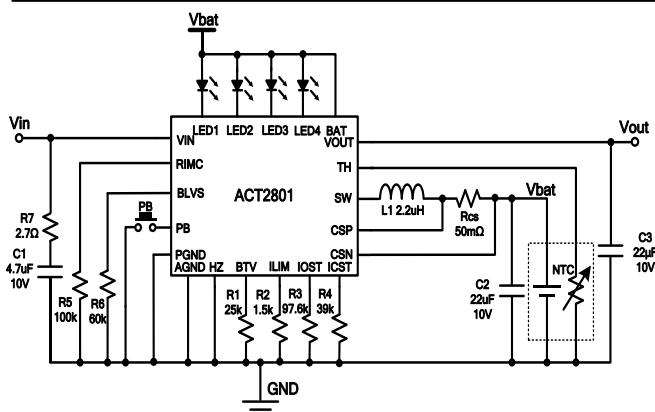 Vbat
Vin
Vout
LED1 LED2 LED3 LED4 BAT
VIN
VOUT
RIMC
TH
BLVS
ACT2801
SW
L1 2.2uH
Rcs
50mΩ
Vbat
PB
PB
CSP
PGND
CSN
AGND HZ BTV ILIM IOST ICST
R7
2.7Ω
C1
4.7uF
10V
R5
100k
R6
60k
R1
25k
R2
1.5k
R3
97.6k
R4
39k
C2
22uF
10V
NTC
C3
22µF
10V
GND